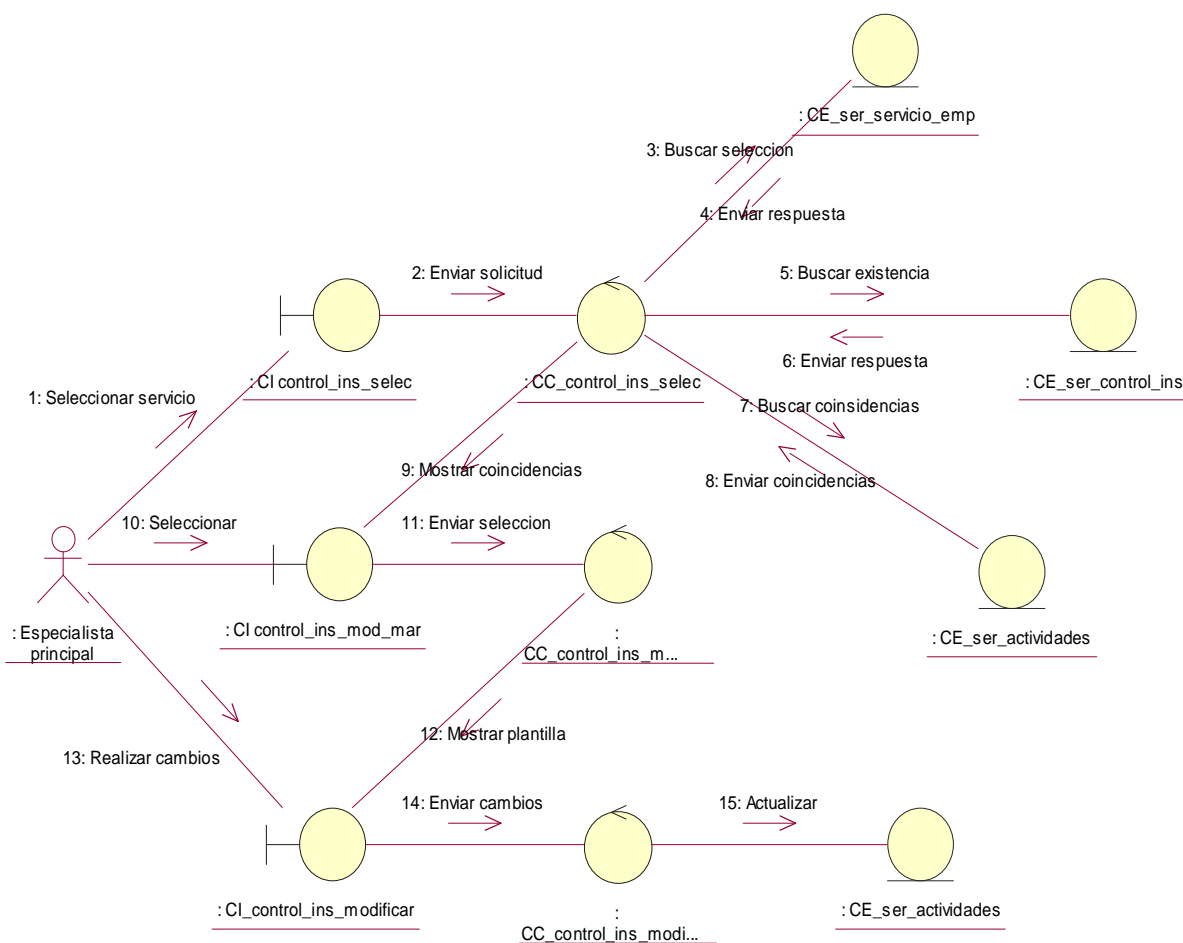 : CE_ser_servicio_emp
3: Buscar seleccion
4: Enviar respuesta
2: Enviar solicitud
5: Buscar existencia
6: Enviar respuesta
: CI control_ins_selec
: CC_control_ins_selec
: CE_ser_control_ins
1: Seleccionar servicio
7: Buscar coinsidencias
9: Mostrar coincidencias
8: Enviar coincidencias
10: Seleccionar
11: Enviar seleccion
: Especialista
principal
: CI control_ins_mod_mar
:
CC_control_ins_m...
: CE_ser_actividades
12: Mostrar plantilla
13: Realizar cambios
14: Enviar cambios
15: Actualizar
: CI_control_ins_modificar
:
CC_control_ins_modi...
: CE_ser_actividades